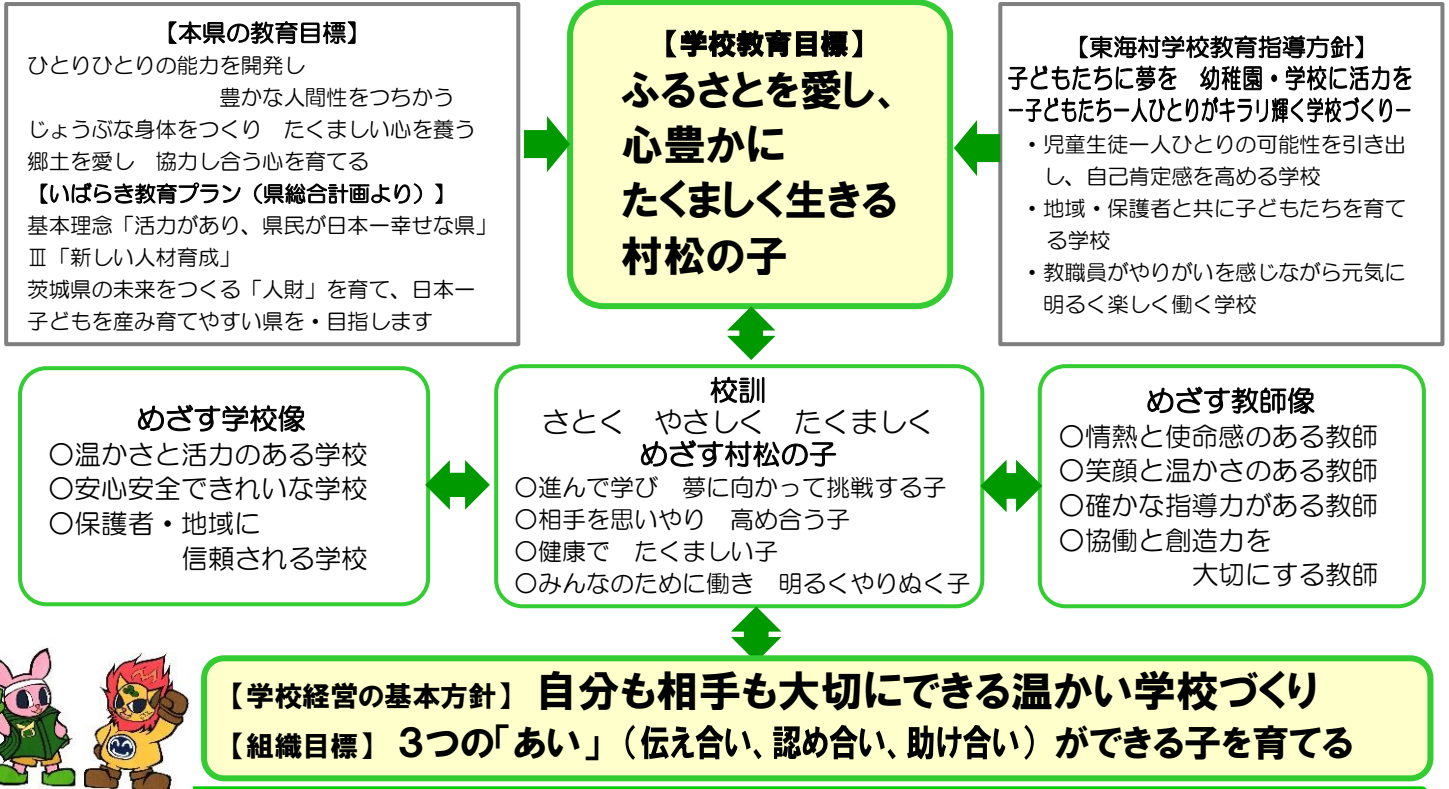 【本県の教育目標】
ひとりひとりの能力を開発し
豊かな人間性をつちかう
じょうぶな身体をつくり　たくましい心を養う
郷土を愛し　協力し合う心を育てる
【いばらき教育プラン（県総合計画より）】
基本理念「活力があり、県民が日本一幸せな県」
Ⅲ「新しい人材育成」
茨城県の未来をつくる「人財」を育て、日本一
子どもを産み育てやすい県を・目指します
【学校教育目標】
ふるさとを愛し、
心豊かに
たくましく生きる
村松の子
【東海村学校教育指導方針】
子どもたちに夢を　幼稚園・学校に活力を
－子どもたち一人ひとりがキラリ輝く学校づくり－
・児童生徒一人ひとりの可能性を引き出
し、自己肯定感を高める学校
・地域・保護者と共に子どもたちを育て
る学校
・教職員がやりがいを感じながら元気に
明るく楽しく働く学校
めざす学校像
○温かさと活力のある学校
○安心安全できれいな学校
○保護者・地域に
信頼される学校
校訓
さとく　やさしく　たくましく
めざす村松の子
○進んで学び　夢に向かって挑戦する子
○相手を思いやり　高め合う子
○健康で　たくましい子
○みんなのために働き　明るくやりぬく子
めざす教師像
○情熱と使命感のある教師
○笑顔と温かさのある教師
○確かな指導力がある教師
○協働と創造力を
大切にする教師
【学校経営の基本方針】自分も相手も大切にできる温かい学校づくり
【組織目標】３つの「あい」（伝え合い、認め合い、助け合い）ができる子を育てる